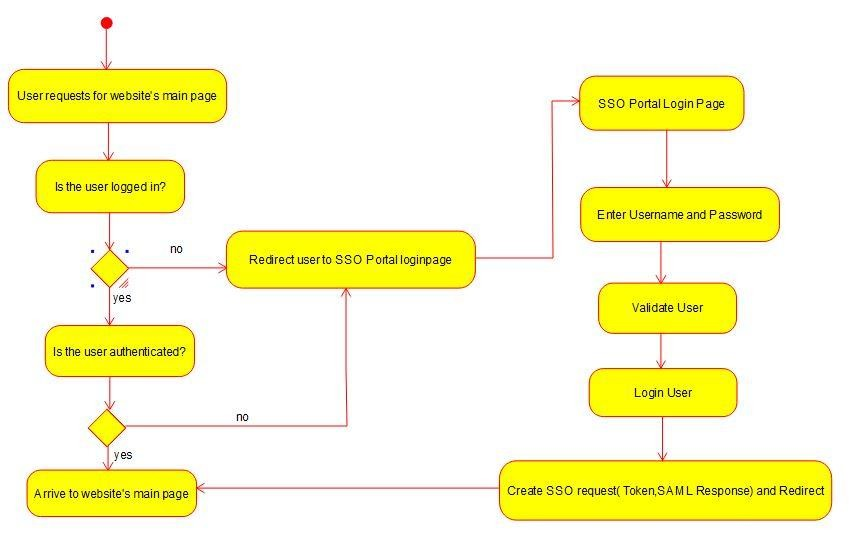 User requests for website's main page
SSO Portal Login Page
Is the user logged in?
Enter Username and Password
no
Redirect user to SSO Portal loginpage
yes
Validate User
Is the user authenticated?
Login User
no
yes
Arrive to website's main page
Create SSO request( Token,SAML Response) and Redirect